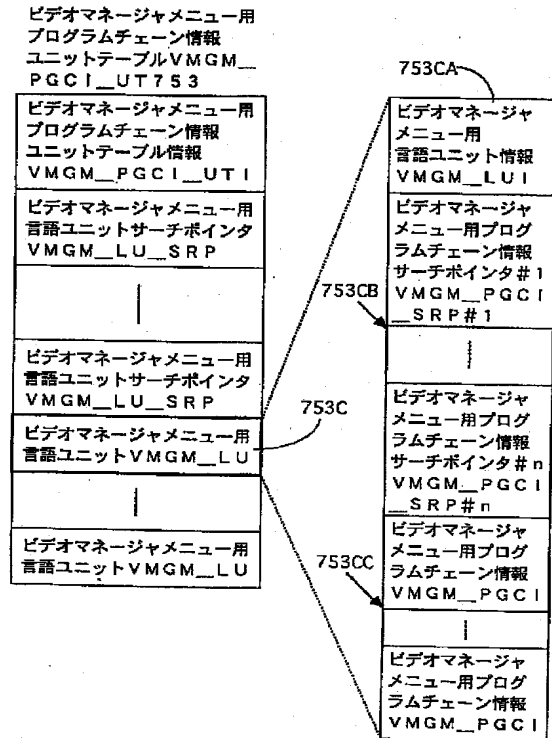 ビデオマネージャメニュー用
プログラムチェーン情報
ユニットテーブルVMGM__
PGCI__UT753
ビデオマネージャメニュー用
プログラムチェーン情報
ユニットテーブル情報
VMGM__PGCI__UTI
ビデオマネージャメニュー用
言語ユニットサーチポインタ
VMGM__LU__SRP
ビデオマネージャメニュー用
言語ユニットサーチポインタ
VMGM__LU__SRP
753C
ビデオマネージャメニュー用
言語ユニットVMGM__LU
ビデオマネージャメニュー用
言語ユニットVMGM__LU
753CA
ビデオマネージャ
メニュー用
言語ユニット情報
VMGM__LUI
ビデオマネージャ
メニュー用プログ
ラムチェーン情報
サーチポインタ#1
VMGM__PGCI
__SRP#1
753CB
ビデオマネージャ
メニュー用プログ
ラムチェーン情報
サーチポインタ#n
VMGM__PGCI
__SRP#n
ビデオマネージャ
メニュー用プログ
ラムチェーン情報
VMGM__PGCI
753CC
ビデオマネージャ
メニュー用プログ
ラムチェーン情報
VMGM__PGCI